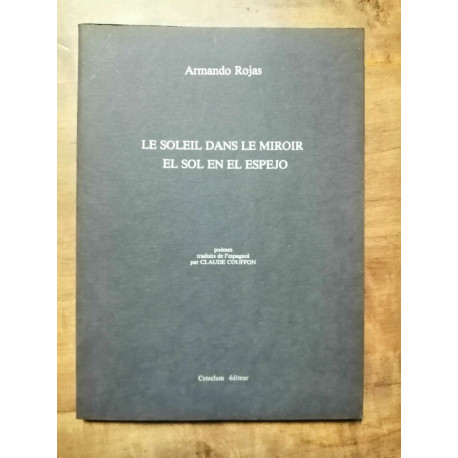 Armando Rojas
LE SOLEIL DANS LE MIROIR
EL SOL EN EL ESPEJO
poèmes
traduits de l'espagnol
par CLAUDE COUFFON
éditeur